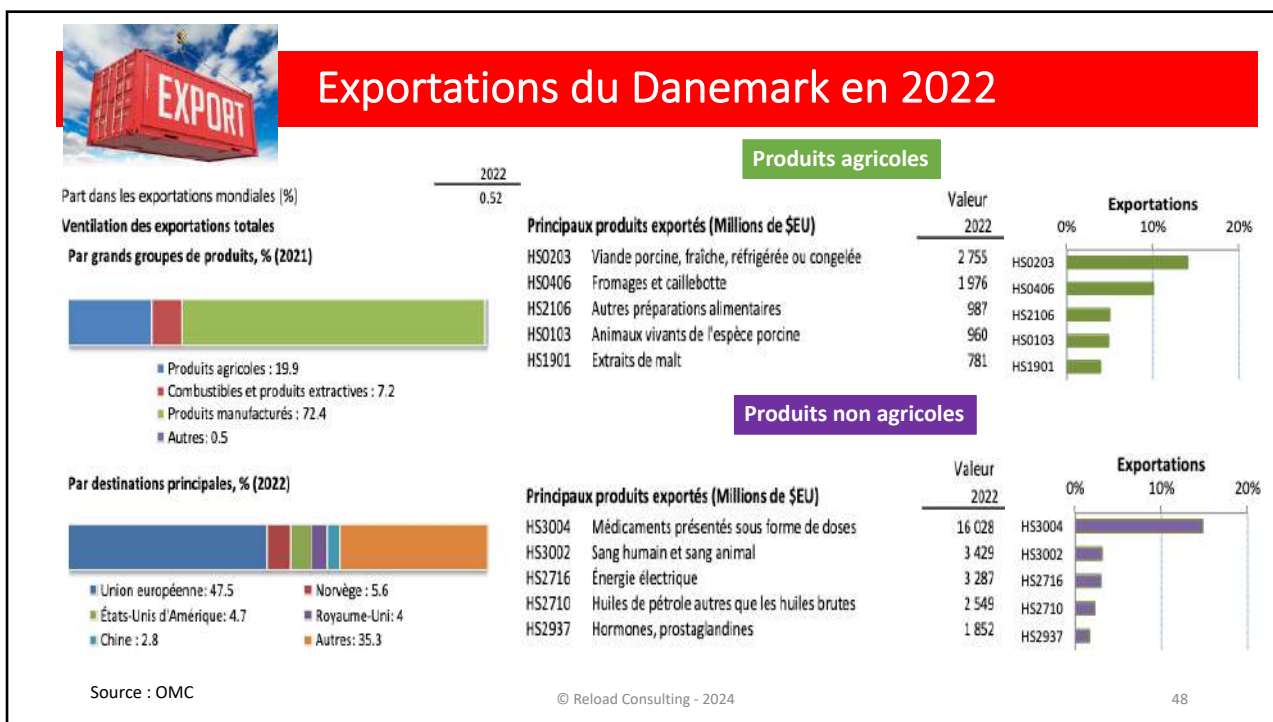 EXPORT
Exportations du Danemark en 2022
2022
Part dans les exportations mondiales (%) 0.52
Ventilation des exportations totales
Par grands groupes de produits, % (2021)
Produits agricoles : 19.9
Combustibles et produits extractives : 7.2
Produits manufacturés : 72.4
Autres: 0.5
Par destinations principales, % (2022)
Union européenne: 47.5 Norvège : 5.6
États-Unis d'Amérique: 4.7 Royaume-Uni: 4
Chine : 2.8 Autres: 35.3
Produits agricoles
Valeur
Principaux produits exportés (Millions de $EU) 2022
HS0203 Viande porcine, fraîche, réfrigérée ou congelée 2 755
HS0406 Fromages et caillebotte 1 976
HS2106 Autres préparations alimentaires 987
HS0103 Animaux vivants de l'espèce porcine 960
HS1901 Extraits de malt 781
Exportations
0% 10% 20%
HS0203
HS0406
HS2106
HS0103
HS1901
Produits non agricoles
Valeur
Principaux produits exportés (Millions de $EU) 2022
HS3004 Médicaments présentés sous forme de doses 16 028
HS3002 Sang humain et sang animal 3 429
HS2716 Énergie électrique 3 287
HS2710 Huiles de pétrole autres que les huiles brutes 2 549
HS2937 Hormones, prostaglandines 1 852
Exportations
0% 10% 20%
HS3004
HS3002
HS2716
HS2710
HS2937
Source : OMC
© Reload Consulting - 2024
48